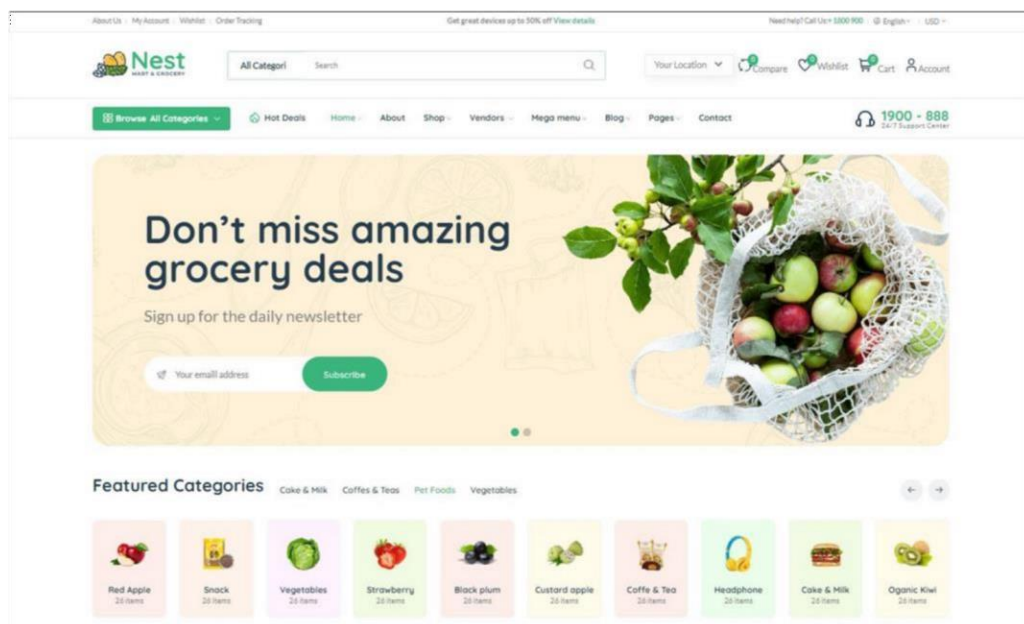 About Us My Account Wishlist Order Tracking Get great devices up to 50% off View details Need help? Call Us: + 1800 900 English USD
Nest
MART & GROCERY
All Categori Search Your Location 0 Compare 0 Wishlist 0 Cart Account
Browse All Categories Hot Deals Home About Shop Vendors Mega menu Blog Pages Contact 1900 - 888
24/7 Support Center
Don't miss amazing
grocery deals
Sign up for the daily newsletter
Your emaill address Subscribe
Featured Categories Cake & Milk Coffes & Teas Pet Foods Vegetables
Red Apple Snack Vegetables Strawberry Black plum Custard apple Coffe & Tea Headphone Cake & Milk Oganic Kiwi
26 items 26 items 26 items 26 items 26 items 26 items 26 items 26 items 26 items 26 items